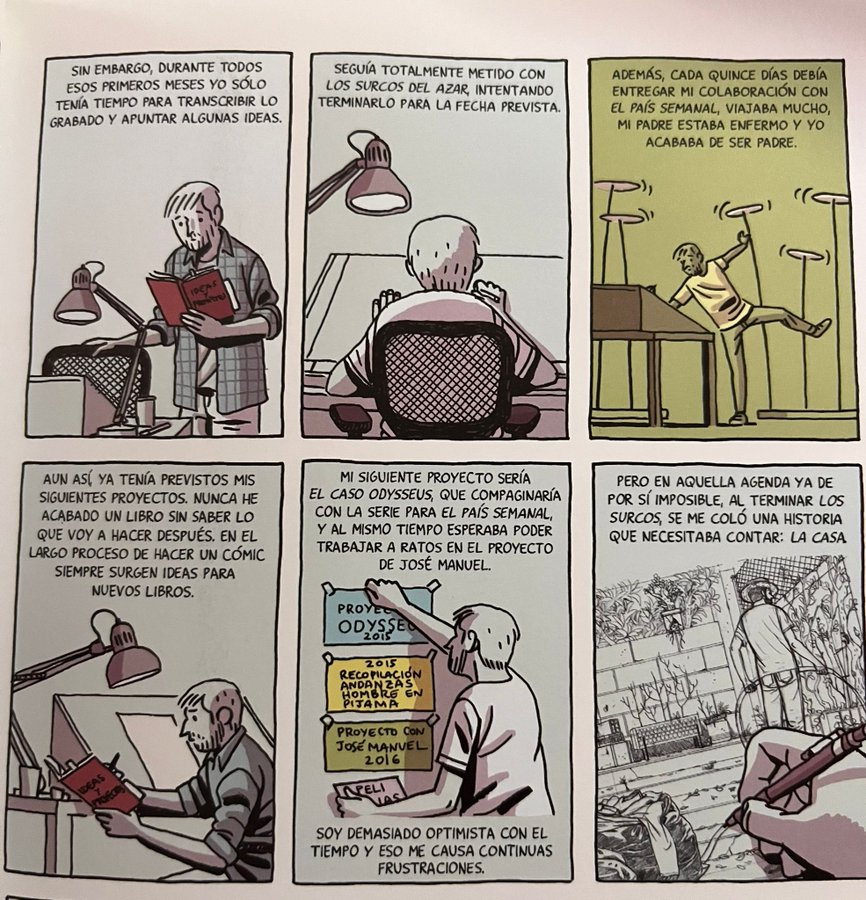 SIN EMBARGO, DURANTE TODOS
ESOS PRIMEROS MESES YO SÓLO
TENÍA TIEMPO PARA TRANSCRIBIR LO
GRABADO Y APUNTAR ALGUNAS IDEAS.
IDEAS
Y
PROYECTOS
SEGUÍA TOTALMENTE METIDO CON
LOS SURCOS DEL AZAR, INTENTANDO
TERMINARLO PARA LA FECHA PREVISTA.
ADEMÁS, CADA QUINCE DÍAS DEBÍA
ENTREGAR MI COLABORACIÓN CON
EL PAÍS SEMANAL, VIAJABA MUCHO,
MI PADRE ESTABA ENFERMO Y YO
ACABABA DE SER PADRE.
AUN ASÍ, YA TENÍA PREVISTOS MIS
SIGUIENTES PROYECTOS. NUNCA HE
ACABADO UN LIBRO SIN SABER LO
QUE VOY A HACER DESPUÉS. EN EL
LARGO PROCESO DE HACER UN CÓMIC
SIEMPRE SURGEN IDEAS PARA
NUEVOS LIBROS.
IDEAS
Y
PROYECTOS
MI SIGUIENTE PROYECTO SERÍA
EL CASO ODYSSEUS, QUE COMPAGINARÍA
CON LA SERIE PARA EL PAÍS SEMANAL,
Y AL MISMO TIEMPO ESPERABA PODER
TRABAJAR A RATOS EN EL PROYECTO
DE JOSÉ MANUEL.
PROYE
ODYSSEU
2015
2015
RECOPILACIÓN
ANDANZAS
HOMBRE EN
PIJAMA
PROYECTO CON
JOSÉ MANUEL
2016
SOY DEMASIADO OPTIMISTA CON EL
TIEMPO Y ESO ME CAUSA CONTINUAS
FRUSTRACIONES.
PERO EN AQUELLA AGENDA YA DE
POR SÍ IMPOSIBLE, AL TERMINAR LOS
SURCOS, SE ME COLÓ UNA HISTORIA
QUE NECESITABA CONTAR: LA CASA.